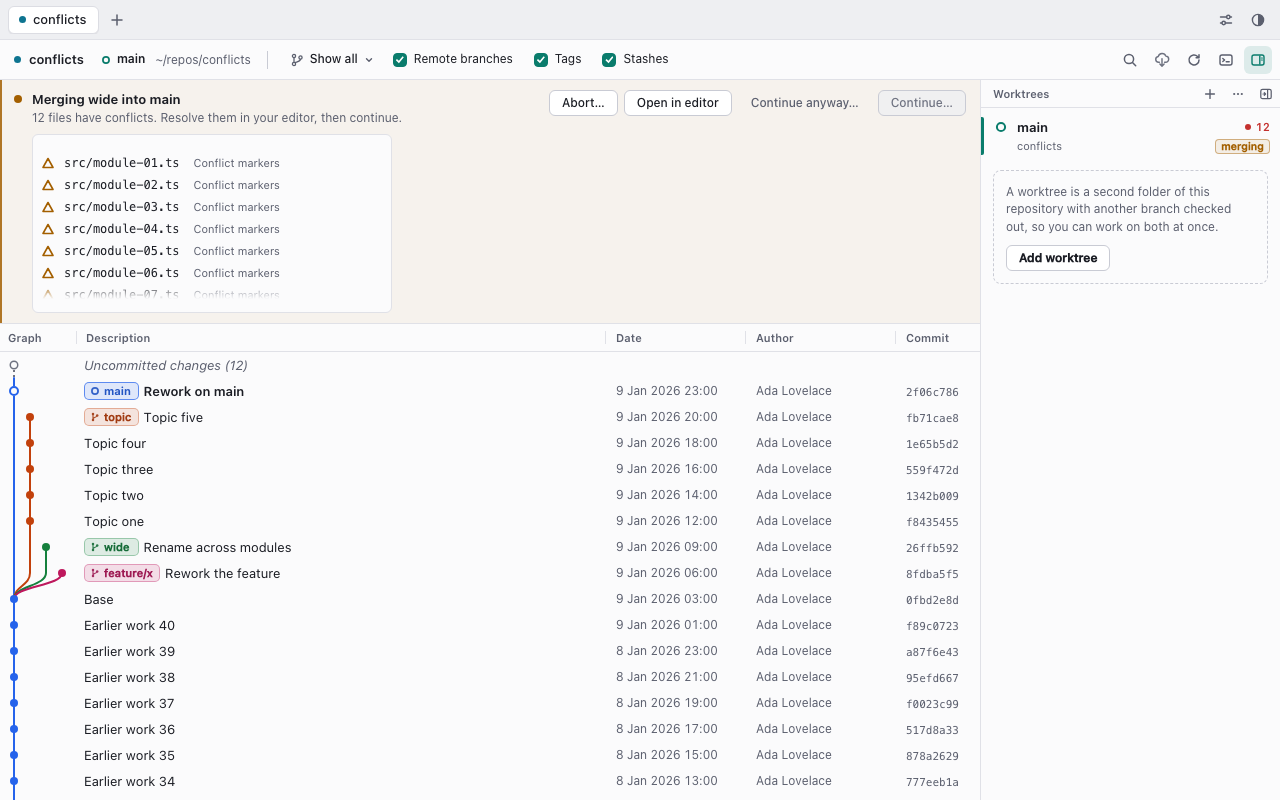 conflicts
conflicts main ~/repos/conflicts Show all Remote branches Tags Stashes
Merging wide into main
12 files have conflicts. Resolve them in your editor, then continue.
Abort... Open in editor Continue anyway... Continue...
src/module-01.ts Conflict markers
src/module-02.ts Conflict markers
src/module-03.ts Conflict markers
src/module-04.ts Conflict markers
src/module-05.ts Conflict markers
src/module-06.ts Conflict markers
src/module-07.ts Conflict markers
Worktrees
main 12
conflicts merging
A worktree is a second folder of this
repository with another branch checked
out, so you can work on both at once.
Add worktree
Graph Description Date Author Commit
Uncommitted changes (12)
main Rework on main 9 Jan 2026 23:00 Ada Lovelace 2f06c786
topic Topic five 9 Jan 2026 20:00 Ada Lovelace fb71cae8
Topic four 9 Jan 2026 18:00 Ada Lovelace 1e65b5d2
Topic three 9 Jan 2026 16:00 Ada Lovelace 559f472d
Topic two 9 Jan 2026 14:00 Ada Lovelace 1342b009
Topic one 9 Jan 2026 12:00 Ada Lovelace f8435455
wide Rename across modules 9 Jan 2026 09:00 Ada Lovelace 26ffb592
feature/x Rework the feature 9 Jan 2026 06:00 Ada Lovelace 8fdba5f5
Base 9 Jan 2026 03:00 Ada Lovelace 0fbd2e8d
Earlier work 40 9 Jan 2026 01:00 Ada Lovelace f89c0723
Earlier work 39 8 Jan 2026 23:00 Ada Lovelace a87f6e43
Earlier work 38 8 Jan 2026 21:00 Ada Lovelace 95efd667
Earlier work 37 8 Jan 2026 19:00 Ada Lovelace f0023c99
Earlier work 36 8 Jan 2026 17:00 Ada Lovelace 517d8a33
Earlier work 35 8 Jan 2026 15:00 Ada Lovelace 878a2629
Earlier work 34 8 Jan 2026 13:00 Ada Lovelace 777eeb1a